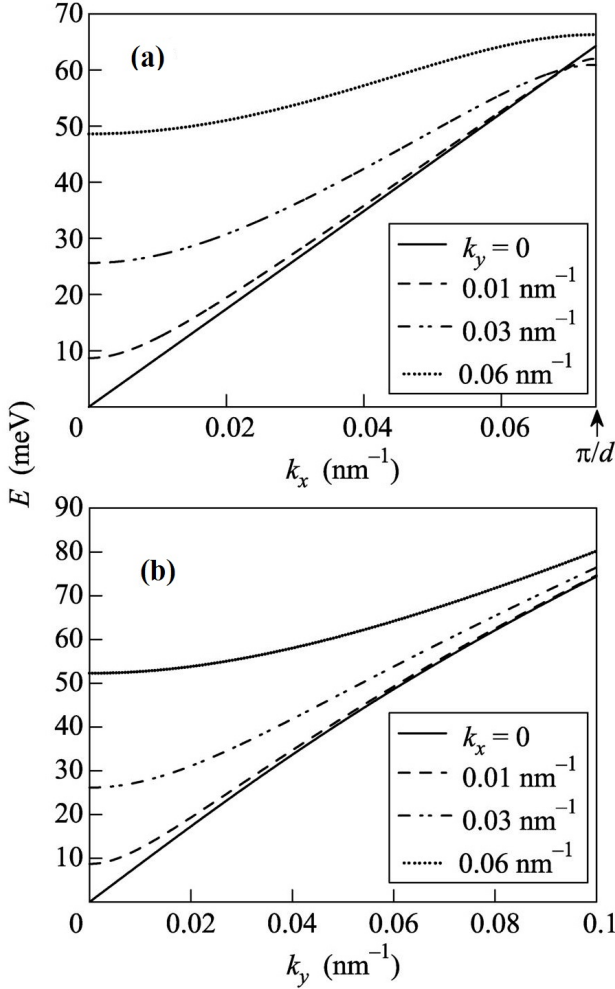 70
(a)
60
50
40
30
20
10
k_y = 0
0.01 nm⁻¹
0.03 nm⁻¹
0.06 nm⁻¹
0
0.02
0.04
0.06
π/d
k_x (nm⁻¹)
E (meV)
90
80
(b)
70
60
50
40
30
20
10
k_x = 0
0.01 nm⁻¹
0.03 nm⁻¹
0.06 nm⁻¹
0
0.02
0.04
0.06
0.08
0.1
k_y (nm⁻¹)